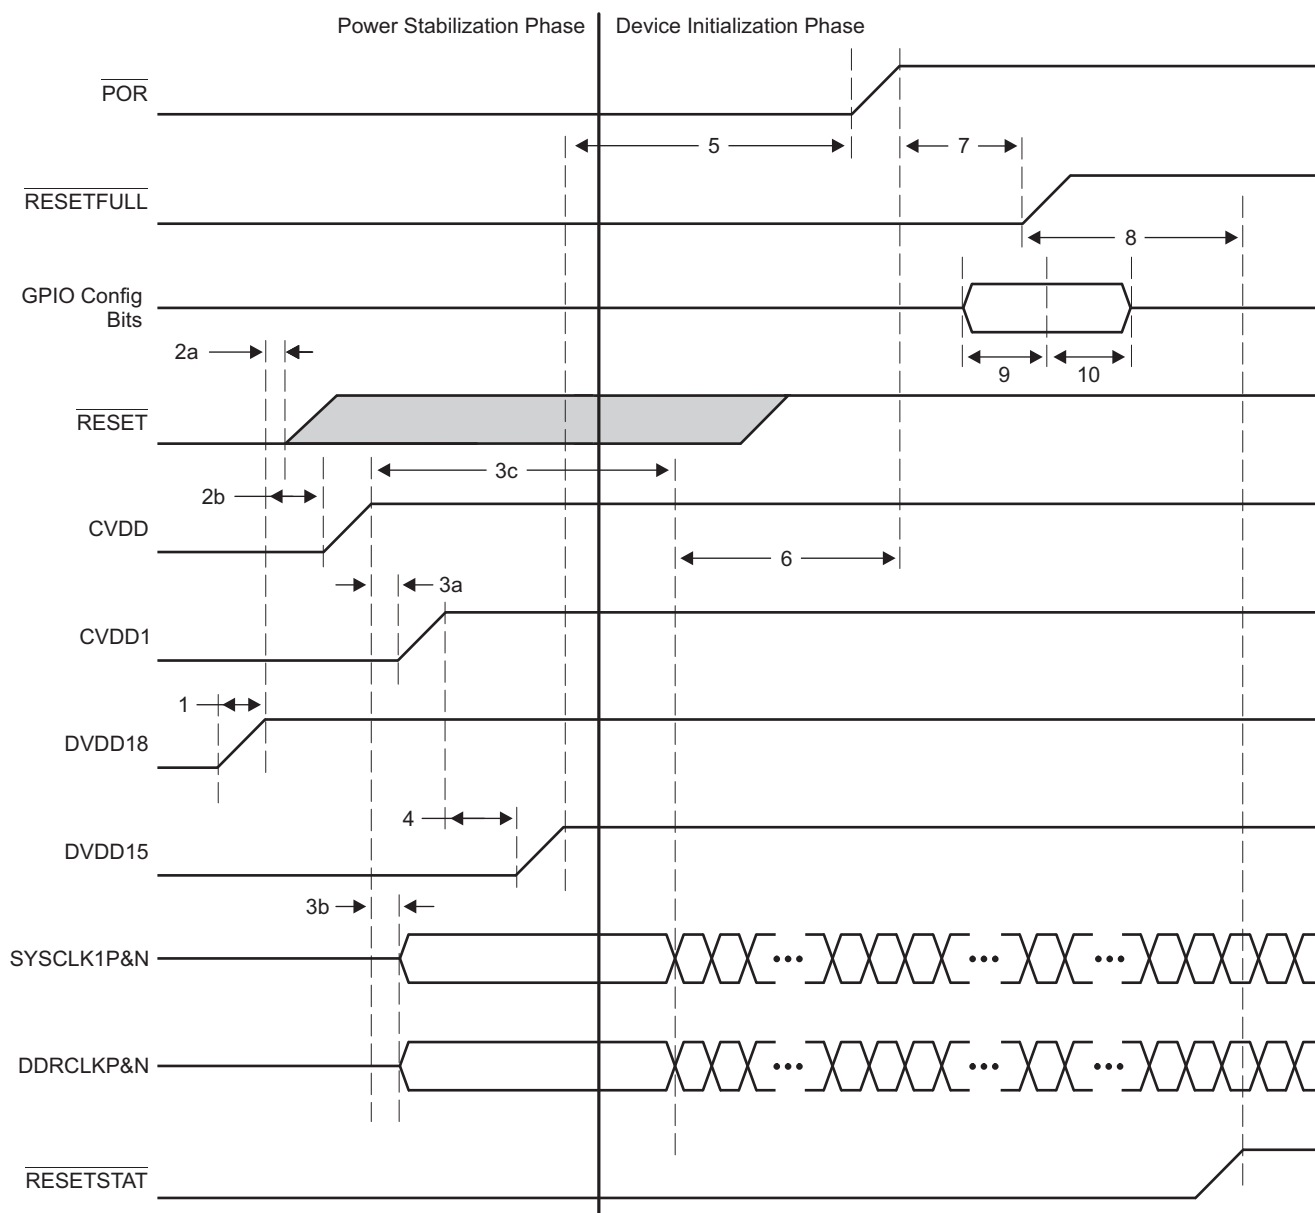 Power Stabilization Phase
Device Initialization Phase
POR
5
7
RESETFULL
8
GPIO Config
Bits
2a
9
10
RESET
3c
2b
CVDD
6
3a
CVDD1
1
DVDD18
4
DVDD15
3b
SYSCLK1P&N
DDRCLKP&N
RESETSTAT